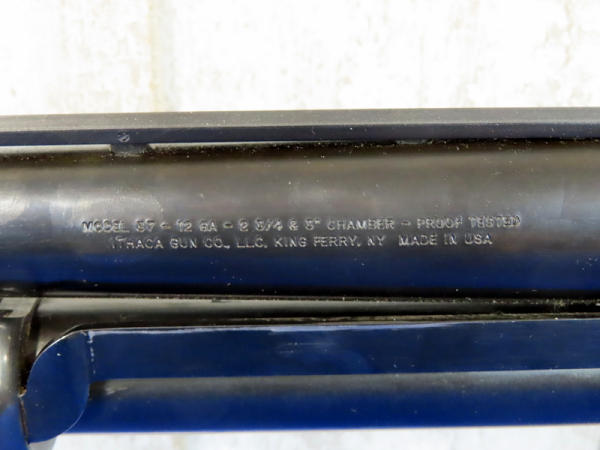 MODEL 37 - 12 GA - 2 3/4 & 3" CHAMBER - PROOF TESTED
ITHACA GUN CO., LLC. KING FERRY, NY MADE IN USA